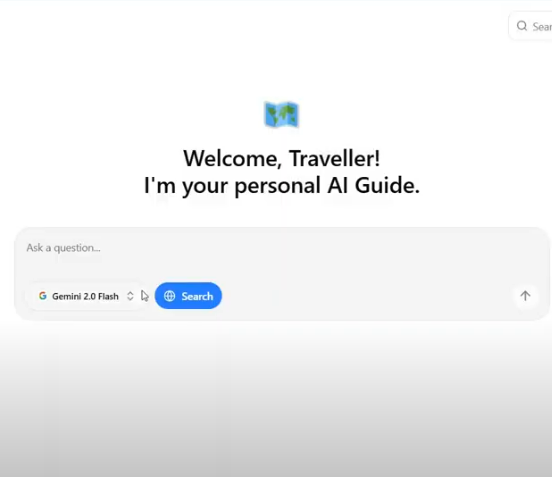 Sear
Welcome, Traveller!
I'm your personal AI Guide.
Ask a question...
Gemini 2.0 Flash
Search